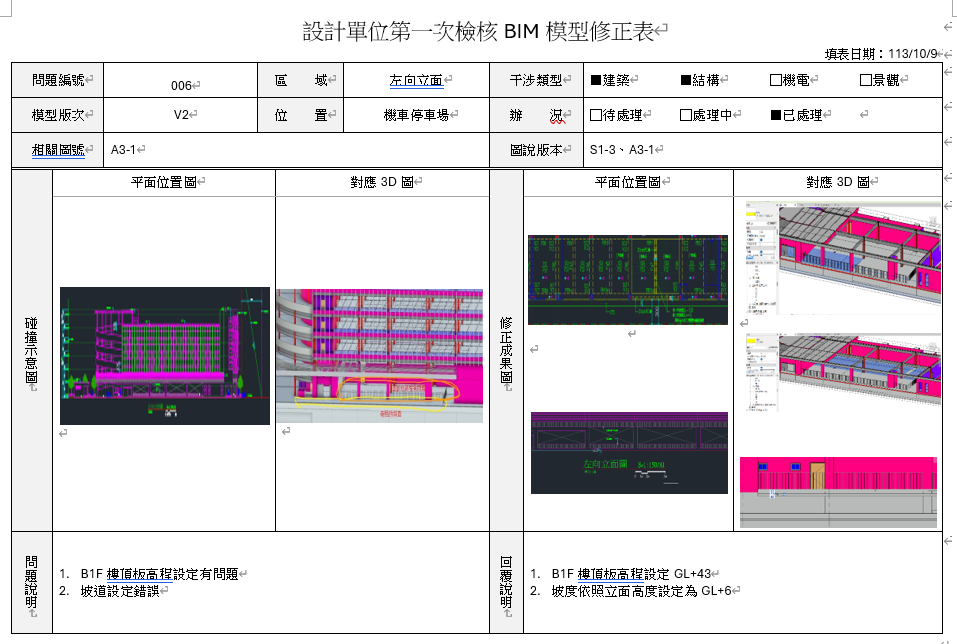 設計單位第一次檢核 BIM 模型修正表
填表日期：113/10/9
問題編號 006 區 域 左向立面 干涉類型 ■建築 ■結構 □機電 □景觀
模型版次 V2 位 置 機車停車場 辦 況 □待處理 □處理中 ■已處理
相關圖號 A3-1 圖說版本 S1-3、A3-1
碰撞示意圖
平面位置圖 對應 3D 圖
修正成果圖
平面位置圖 對應 3D 圖
左向立面圖
問題說明
1. B1F 樓頂板高程設定有問題
2. 坡道設定錯誤
回覆說明
1. B1F 樓頂板高程設定 GL+43
2. 坡度依照立面高度設定為 GL+6